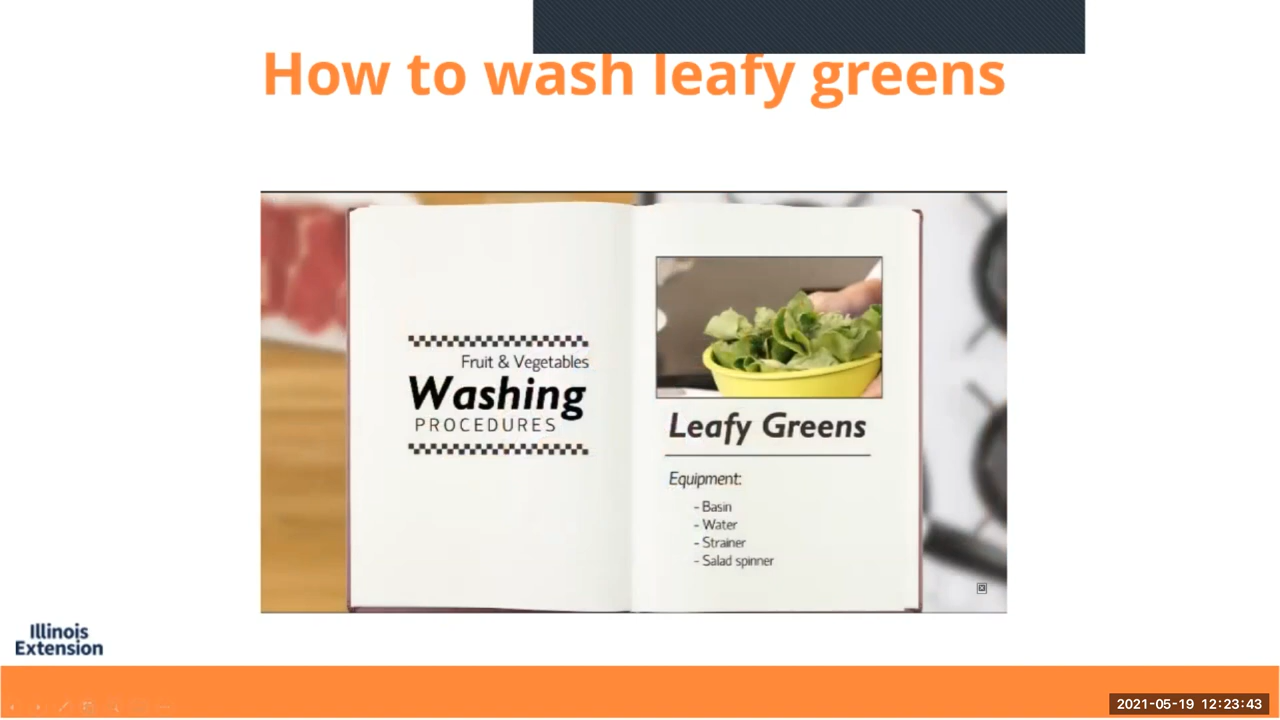 How to wash leafy greens
Fruit & Vegetables
Washing
PROCEDURES
Leafy Greens
Equipment:
- Basin
- Water
- Strainer
- Salad spinner
Illinois
Extension
2021-05-19 12:23:43